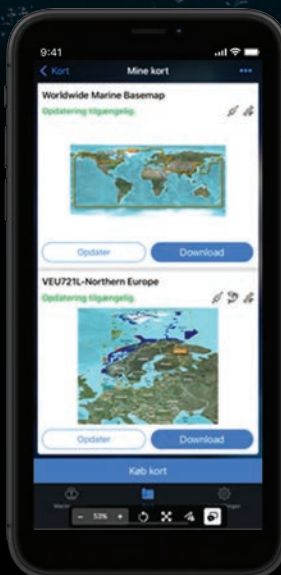 9:41
Kort
Mine kort
Worldwide Marine Basemap
Opdatering tilgængelig.
Opdater
Download
VEU721L-Northern Europe
Opdatering tilgængelig.
Opdater
Download
Køb kort
- 53% +